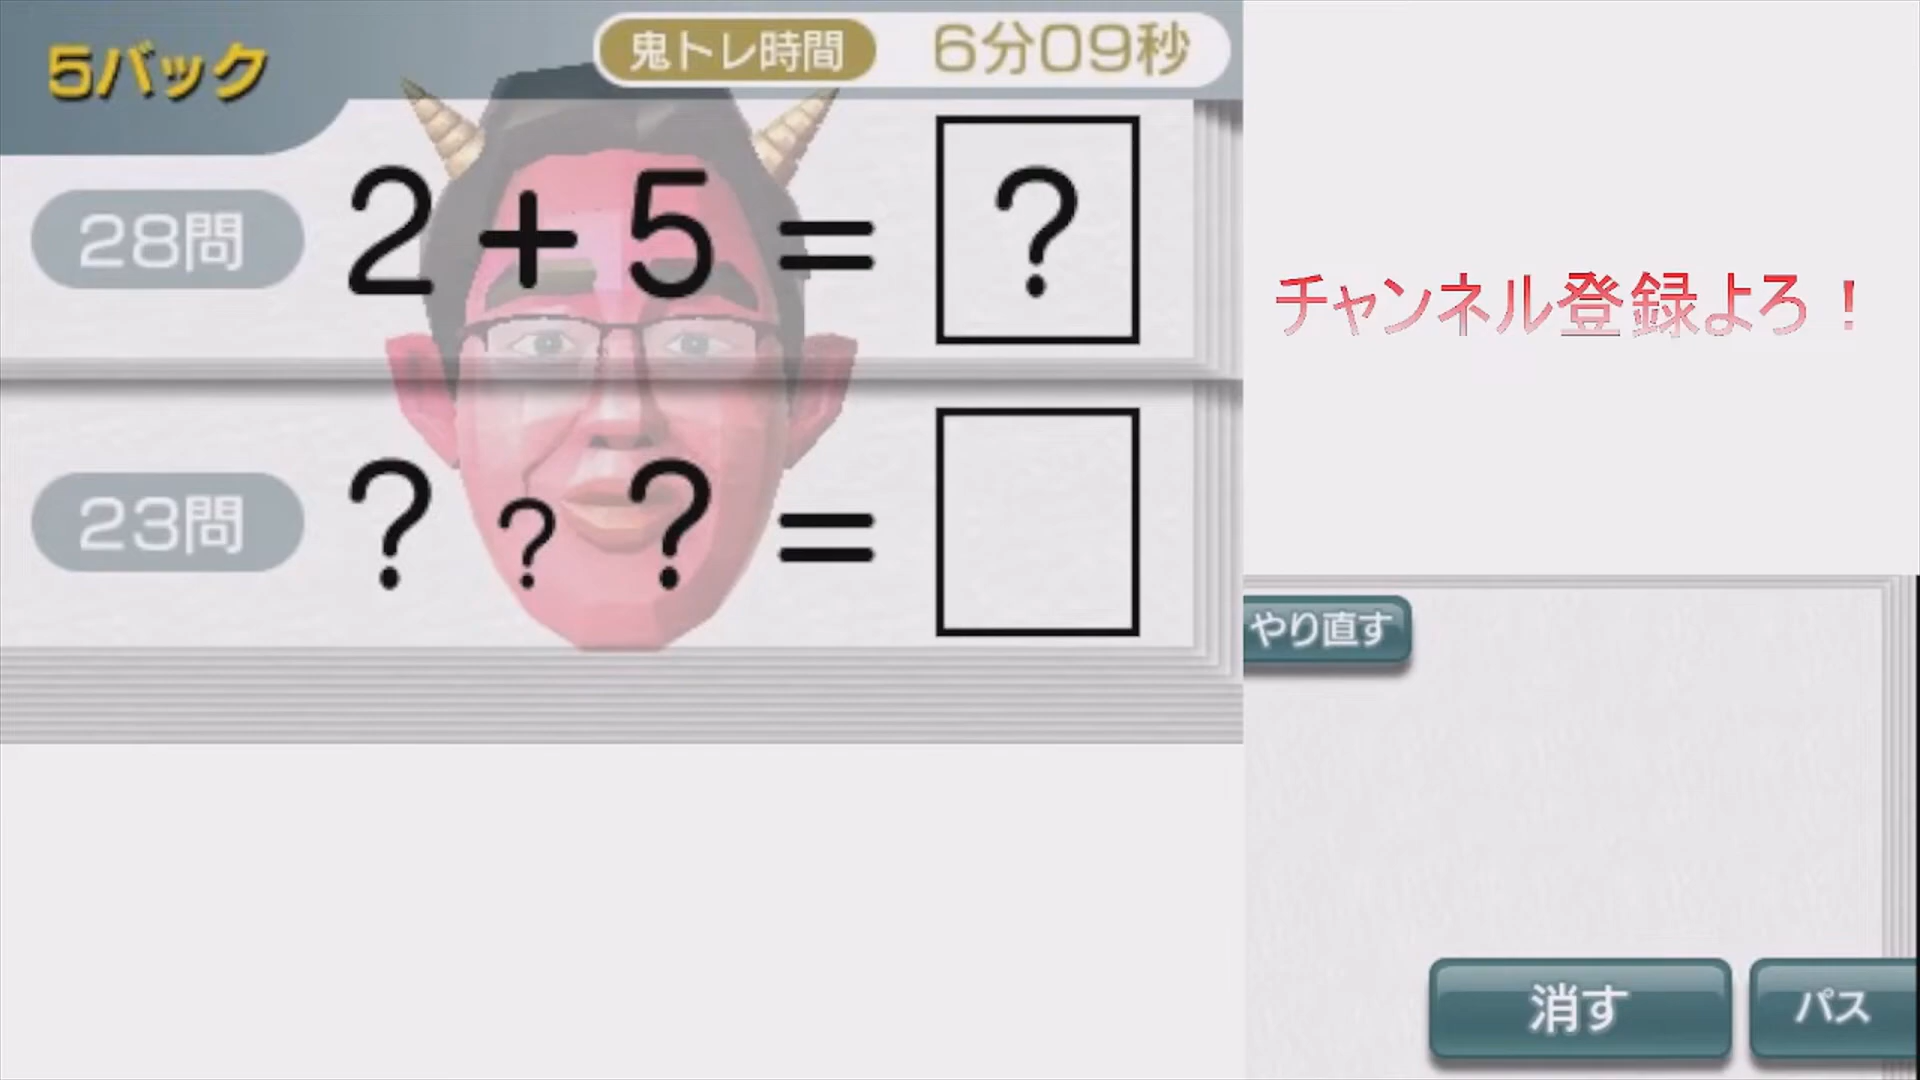 5バック
鬼トレ時間 6分09秒
28問 2+5= ?
23問 ? ? ? =
チャンネル登録よろ！
やり直す
消す パス